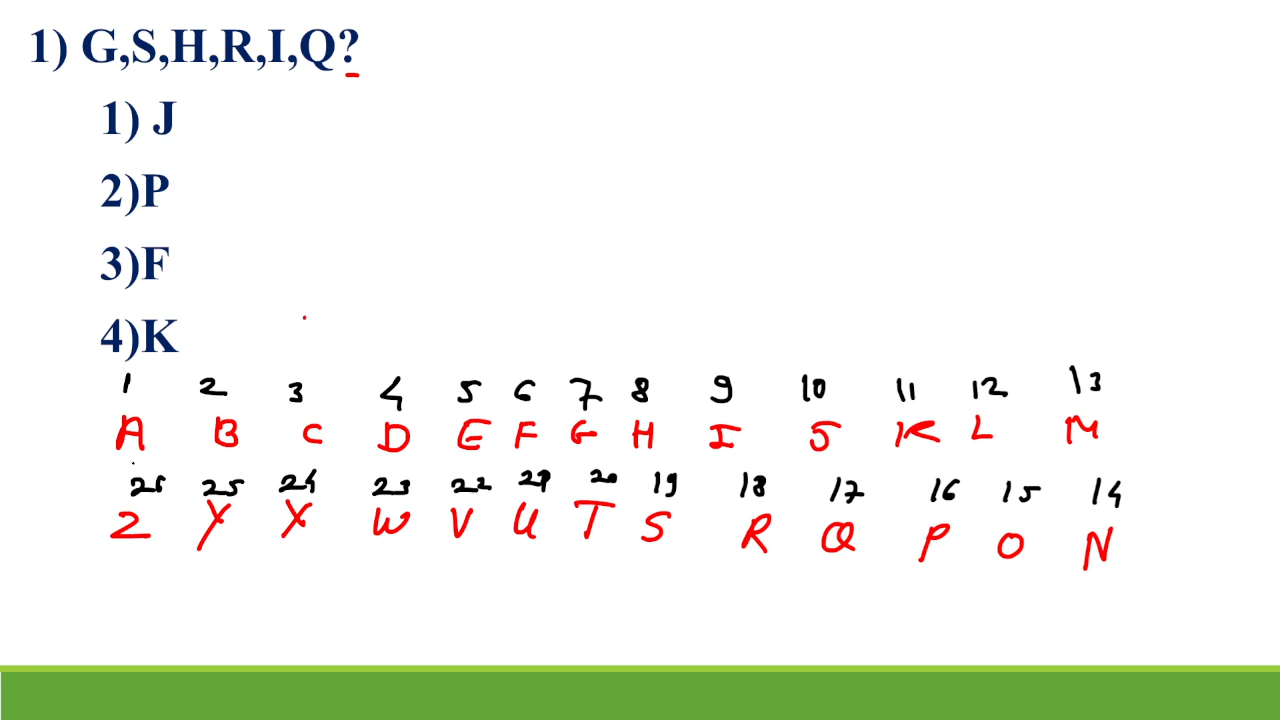 1) G,S,H,R,I,Q?
1) J
2)P
3)F
4)K
1 2 3 4 5 6 7 8 9 10 11 12 13
A B C D E F G H I J K L M
26 25 24 23 22 21 20 19 18 17 16 15 14
Z Y X W V U T S R Q P O N